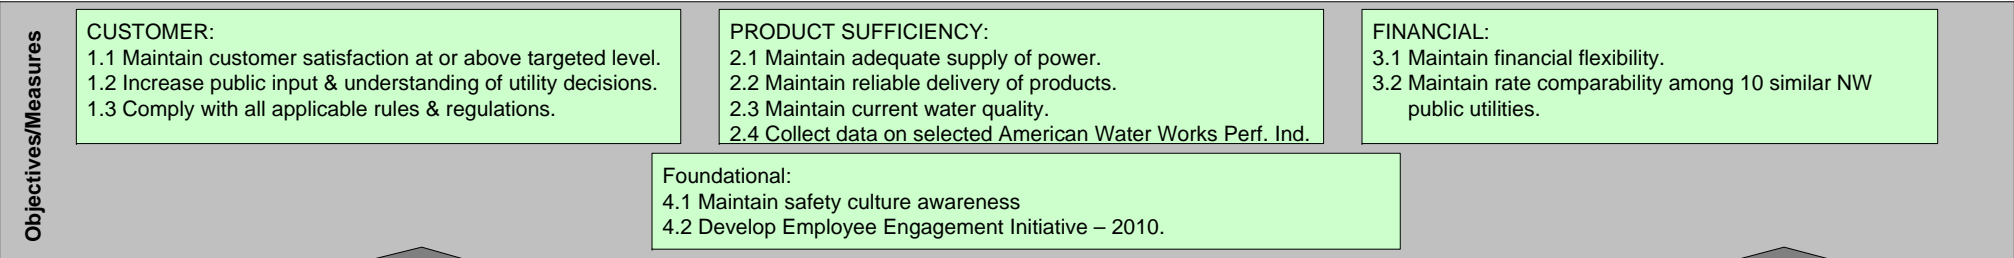 Objectives/Measures
CUSTOMER:
1.1 Maintain customer satisfaction at or above targeted level.
1.2 Increase public input & understanding of utility decisions.
1.3 Comply with all applicable rules & regulations.
PRODUCT SUFFICIENCY:
2.1 Maintain adequate supply of power.
2.2 Maintain reliable delivery of products.
2.3 Maintain current water quality.
2.4 Collect data on selected American Water Works Perf. Ind.
FINANCIAL:
3.1 Maintain financial flexibility.
3.2 Maintain rate comparability among 10 similar NW
public utilities.
Foundational:
4.1 Maintain safety culture awareness
4.2 Develop Employee Engagement Initiative – 2010.